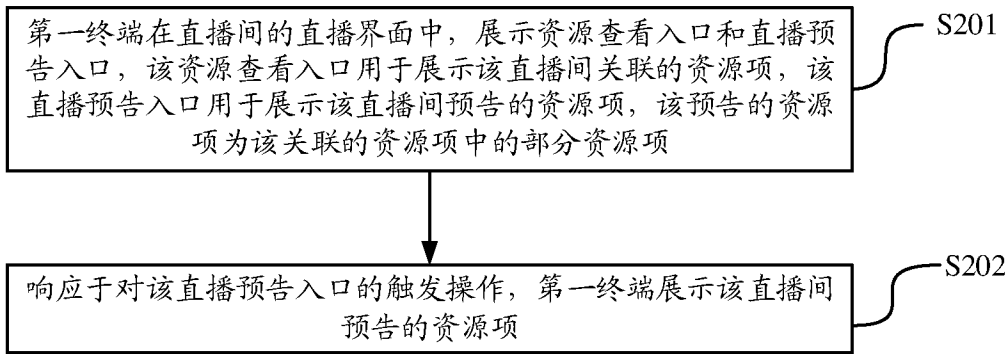 第一终端在直播间的直播界面中，展示资源查看入口和直播预
告入口，该资源查看入口用于展示该直播间关联的资源项，该
直播预告入口用于展示该直播间预告的资源项，该预告的资源
项为该关联的资源项中的部分资源项
S201
响应于对该直播预告入口的触发操作，第一终端展示该直播间
预告的资源项
S202